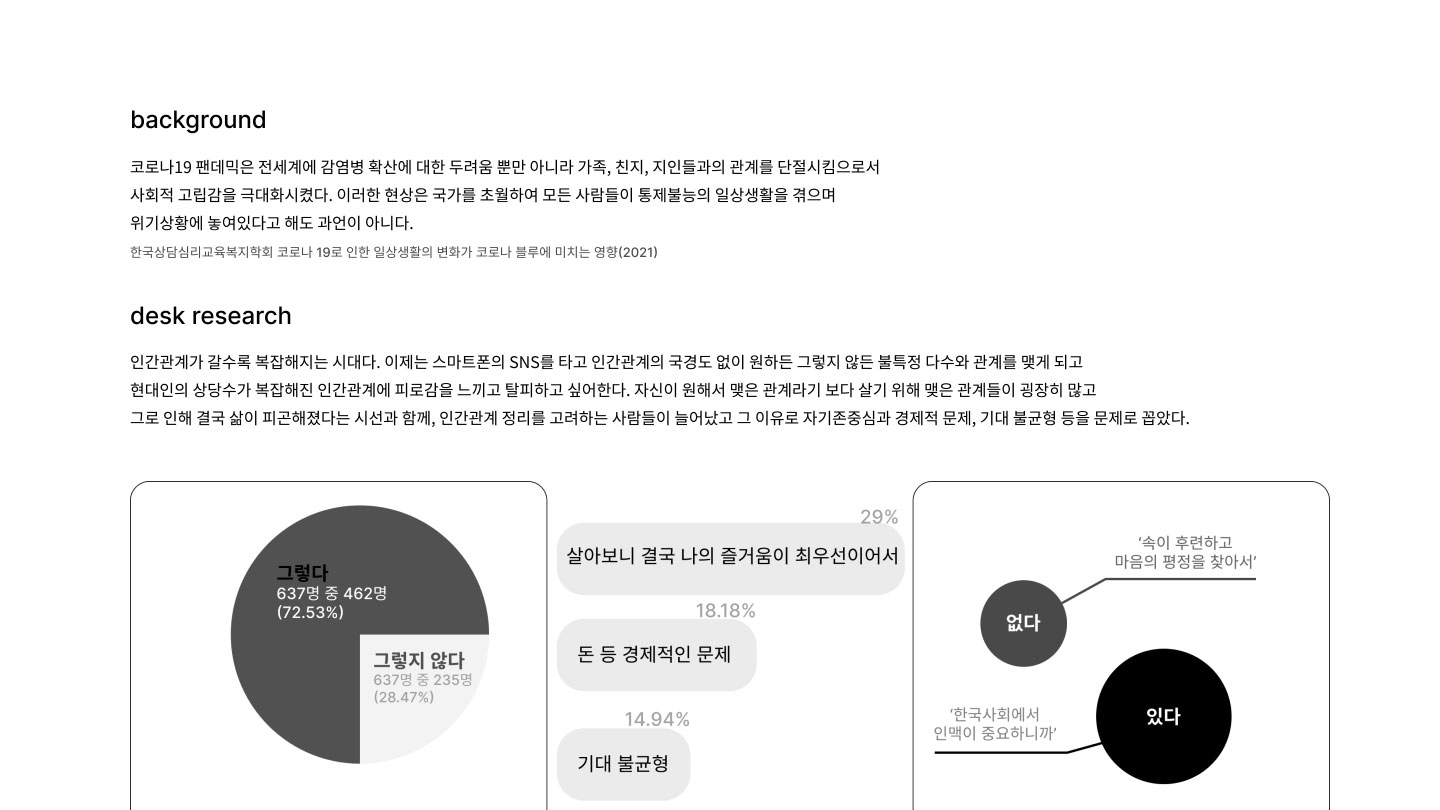 background
코로나19 팬데믹은 전세계에 감염병 확산에 대한 두려움 뿐만 아니라 가족, 친지, 지인들과의 관계를 단절시킴으로서
사회적 고립감을 극대화시켰다. 이러한 현상은 국가를 초월하여 모든 사람들이 통제불능의 일상생활을 겪으며
위기상황에 놓여있다고 해도 과언이 아니다.
한국상담심리교육복지학회 코로나 19로 인한 일상생활의 변화가 코로나 블루에 미치는 영향(2021)
desk research
인간관계가 갈수록 복잡해지는 시대다. 이제는 스마트폰의 SNS를 타고 인간관계의 국경도 없이 원하든 그렇지 않든 불특정 다수와 관계를 맺게 되고
현대인의 상당수가 복잡해진 인간관계에 피로감을 느끼고 탈피하고 싶어한다. 자신이 원해서 맺은 관계라기 보다 살기 위해 맺은 관계들이 굉장히 많고
그로 인해 결국 삶이 피곤해졌다는 시선과 함께, 인간관계 정리를 고려하는 사람들이 늘어났고 그 이유로 자기존중심과 경제적 문제, 기대 불균형 등을 문제로 꼽았다.
그렇다
637명 중 462명
(72.53%)
그렇지 않다
637명 중 235명
(28.47%)
29%
살아보니 결국 나의 즐거움이 최우선이어서
18.18%
돈 등 경제적인 문제
14.94%
기대 불균형
‘속이 후련하고
마음의 평정을 찾아서’
없다
‘한국사회에서
인맥이 중요하니까’
있다